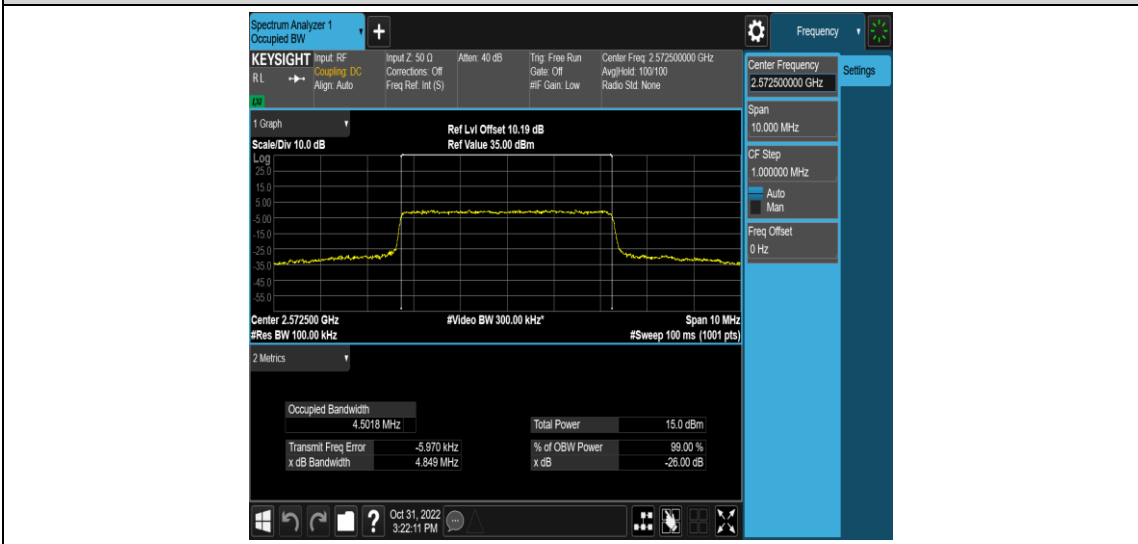 Spectrum Analyzer 1
Occupied BW
+
Frequency
KEYSIGHT
RL
LXI
Input: RF
Coupling: DC
Align: Auto
Input Z: 50 Ω
Corrections: Off
Freq Ref: Int (S)
Atten: 40 dB
Trig: Free Run
Gate: Off
#IF Gain: Low
Center Freq: 2.572500000 GHz
Avg|Hold: 100/100
Radio Std: None
Center Frequency
2.572500000 GHz
Settings
Span
10.000 MHz
CF Step
1.000000 MHz
Auto
Man
Freq Offset
0 Hz
1 Graph
Scale/Div 10.0 dB
Ref Lvl Offset 10.19 dB
Ref Value 35.00 dBm
Log
25.0
15.0
5.00
-5.00
-15.0
-25.0
-35.0
-45.0
-55.0
Center 2.572500 GHz
#Video BW 300.00 kHz*
Span 10 MHz
#Res BW 100.00 kHz
#Sweep 100 ms (1001 pts)
2 Metrics
Occupied Bandwidth
4.5018 MHz
Total Power 15.0 dBm
Transmit Freq Error -5.970 kHz
% of OBW Power 99.00 %
x dB Bandwidth 4.849 MHz
x dB -26.00 dB
?
Oct 31, 2022
3:22:11 PM